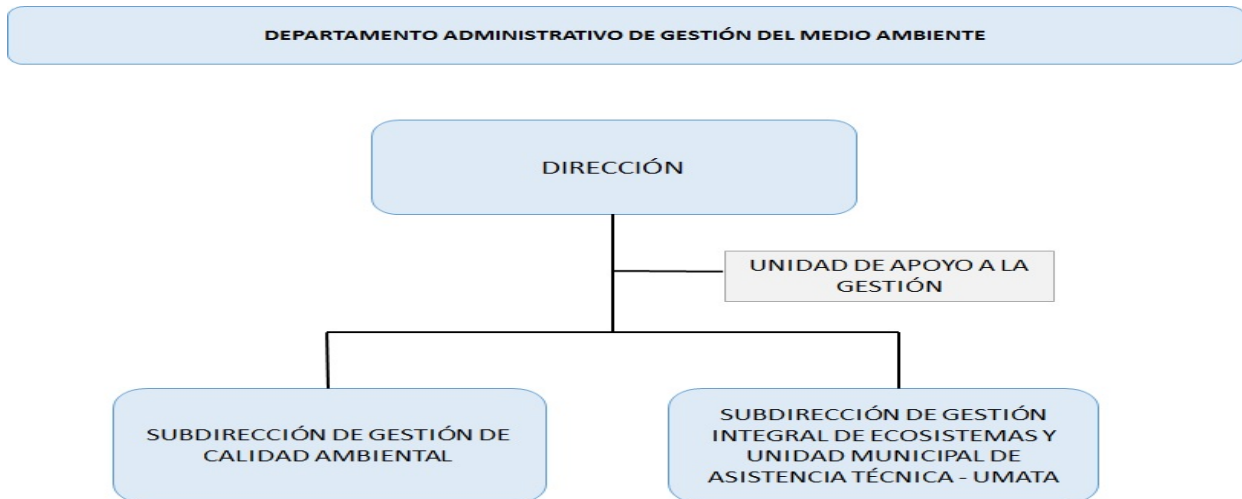 DEPARTAMENTO ADMINISTRATIVO DE GESTIÓN DEL MEDIO AMBIENTE
DIRECCIÓN
UNIDAD DE APOYO A LA
GESTIÓN
SUBDIRECCIÓN DE GESTIÓN DE
CALIDAD AMBIENTAL
SUBDIRECCIÓN DE GESTIÓN
INTEGRAL DE ECOSISTEMAS Y
UNIDAD MUNICIPAL DE
ASISTENCIA TÉCNICA - UMATA